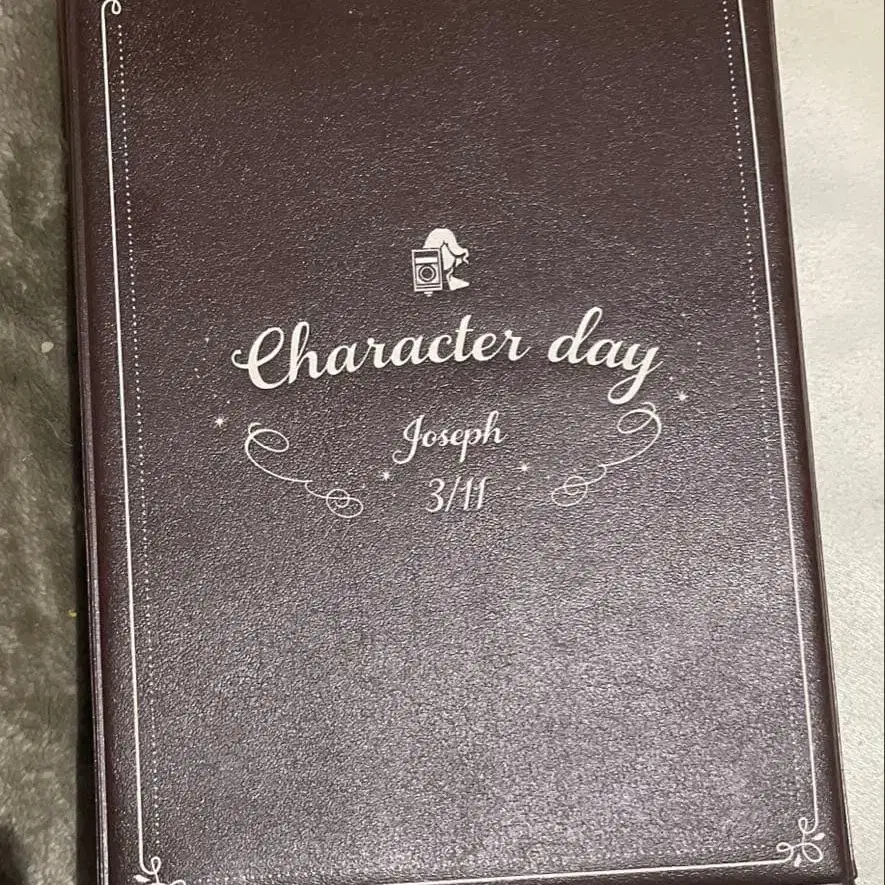 Character day
Joseph
3/11